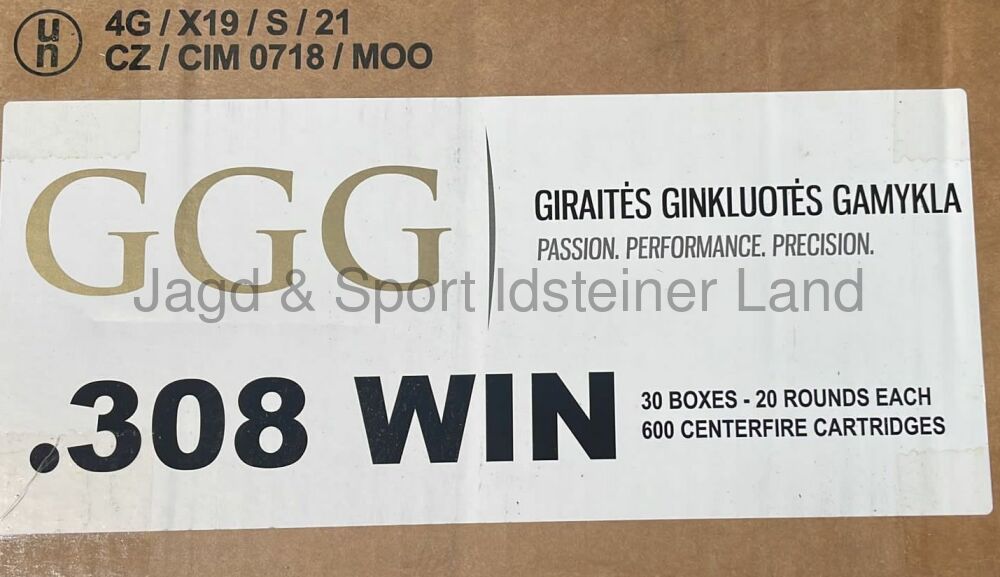 un
4G / X19 / S / 21
CZ / CIM 0718 / MOO
GGG
GIRAITĖS GINKLUOTĖS GAMYKLA
PASSION. PERFORMANCE. PRECISION.
Jagd & Sport Idsteiner Land
.308 WIN
30 BOXES - 20 ROUNDS EACH
600 CENTERFIRE CARTRIDGES